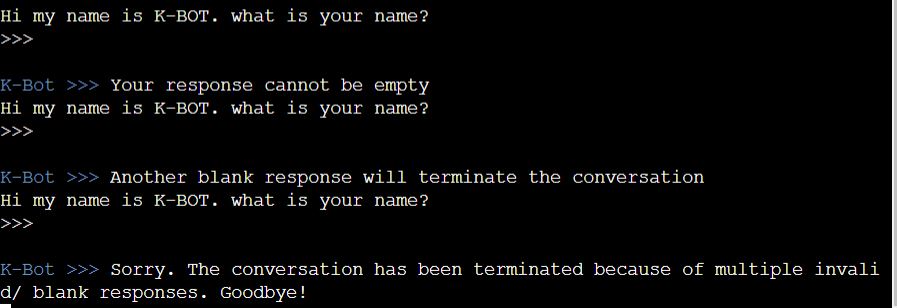 Hi my name is K-BOT. what is your name?
>>>
K-Bot >>> Your response cannot be empty
Hi my name is K-BOT. what is your name?
>>>
K-Bot >>> Another blank response will terminate the conversation
Hi my name is K-BOT. what is your name?
>>>
K-Bot >>> Sorry. The conversation has been terminated because of multiple invali
d/ blank responses. Goodbye!